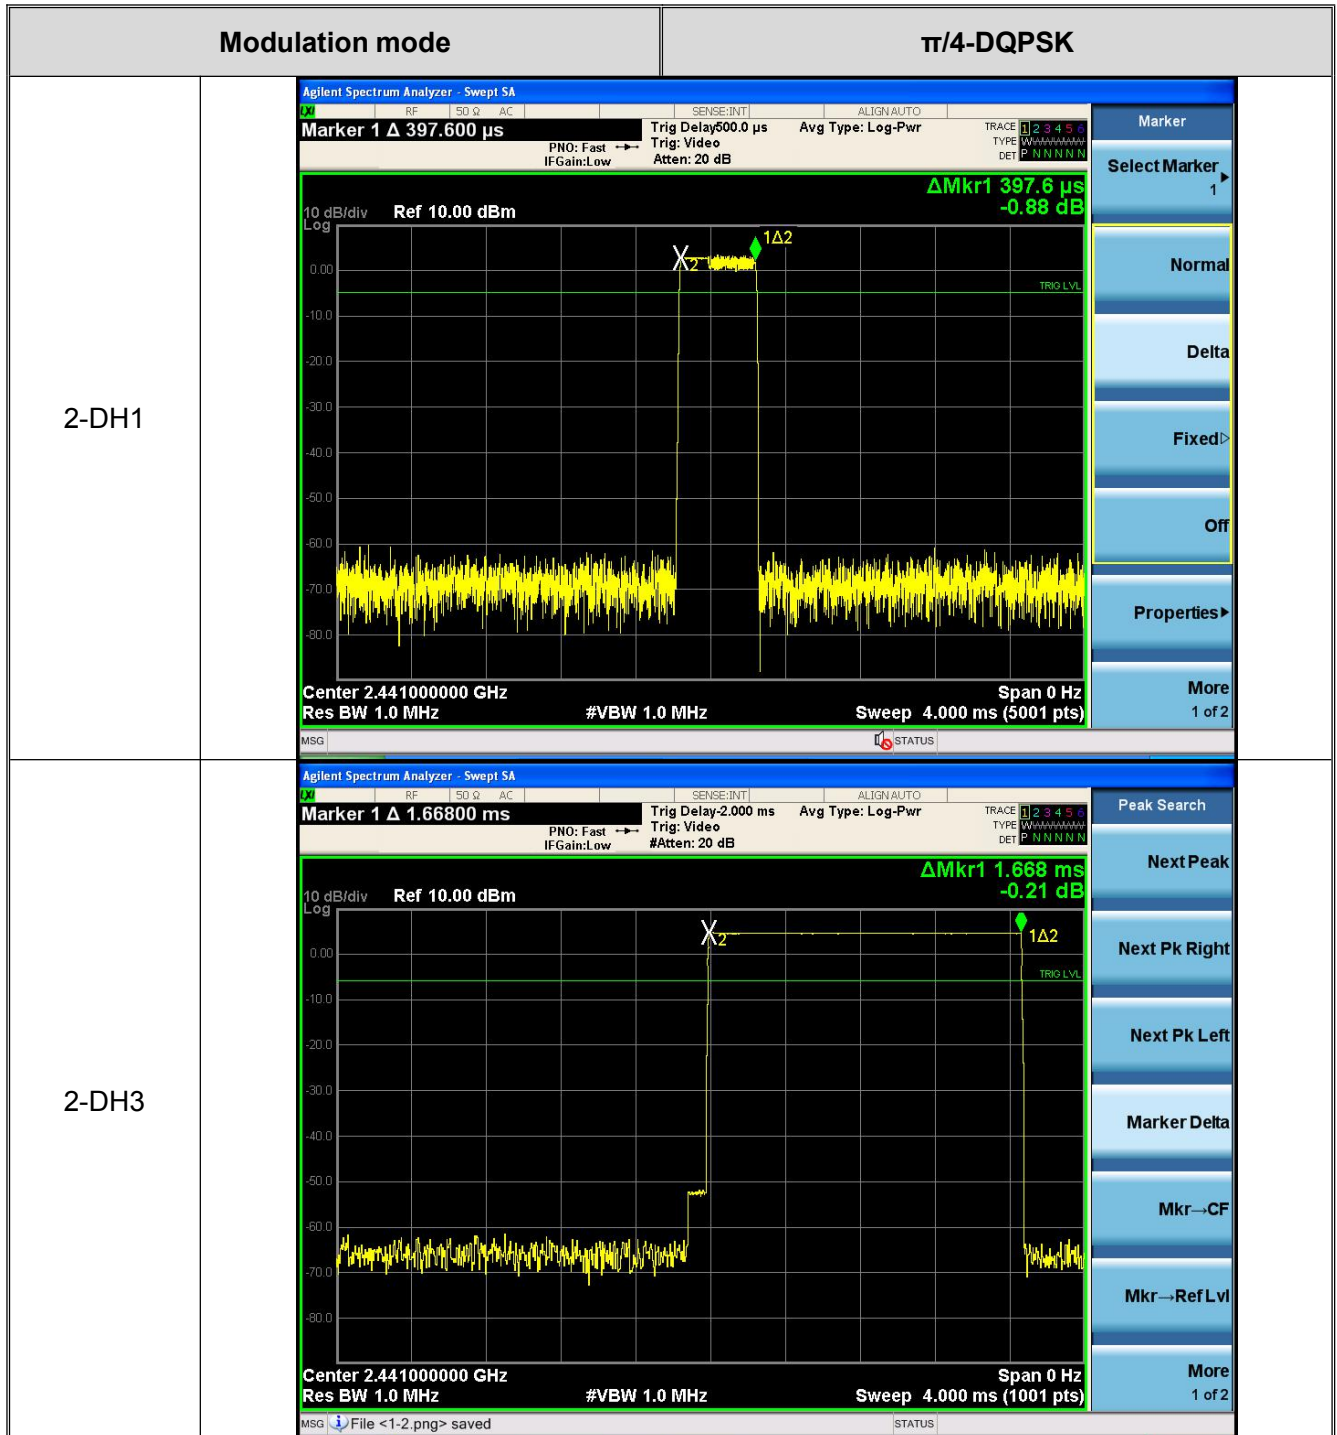 Modulation mode
π/4-DQPSK
2-DH1
Agilent Spectrum Analyzer - Swept SA
LXI RF 50 Ω AC SENSE:INT ALIGN AUTO
Marker 1 Δ 397.600 µs
PNO: Fast
IFGain:Low
Trig Delay500.0 µs
Trig: Video
Atten: 20 dB
Avg Type: Log-Pwr
TRACE 1 2 3 4 5 6
TYPE W
DET P N N N N N
ΔMkr1 397.6 µs
-0.88 dB
10 dB/div Ref 10.00 dBm
Log
2
1Δ2
0.00
TRIG LVL
-10.0
-20.0
-30.0
-40.0
-50.0
-60.0
-70.0
-80.0
Center 2.441000000 GHz Span 0 Hz
Res BW 1.0 MHz #VBW 1.0 MHz Sweep 4.000 ms (5001 pts)
MSG STATUS
Marker
Select Marker
1
Normal
Delta
Fixed
Off
Properties
More
1 of 2
2-DH3
Agilent Spectrum Analyzer - Swept SA
LXI RF 50 Ω AC SENSE:INT ALIGN AUTO
Marker 1 Δ 1.66800 ms
PNO: Fast
IFGain:Low
Trig Delay-2.000 ms
Trig: Video
#Atten: 20 dB
Avg Type: Log-Pwr
TRACE 1 2 3 4 5 6
TYPE W
DET P N N N N N
ΔMkr1 1.668 ms
-0.21 dB
10 dB/div Ref 10.00 dBm
Log
2
1Δ2
0.00
TRIG LVL
-10.0
-20.0
-30.0
-40.0
-50.0
-60.0
-70.0
-80.0
Center 2.441000000 GHz Span 0 Hz
Res BW 1.0 MHz #VBW 1.0 MHz Sweep 4.000 ms (1001 pts)
MSG File <1-2.png> saved STATUS
Peak Search
Next Peak
Next Pk Right
Next Pk Left
Marker Delta
Mkr→CF
Mkr→Ref Lvl
More
1 of 2